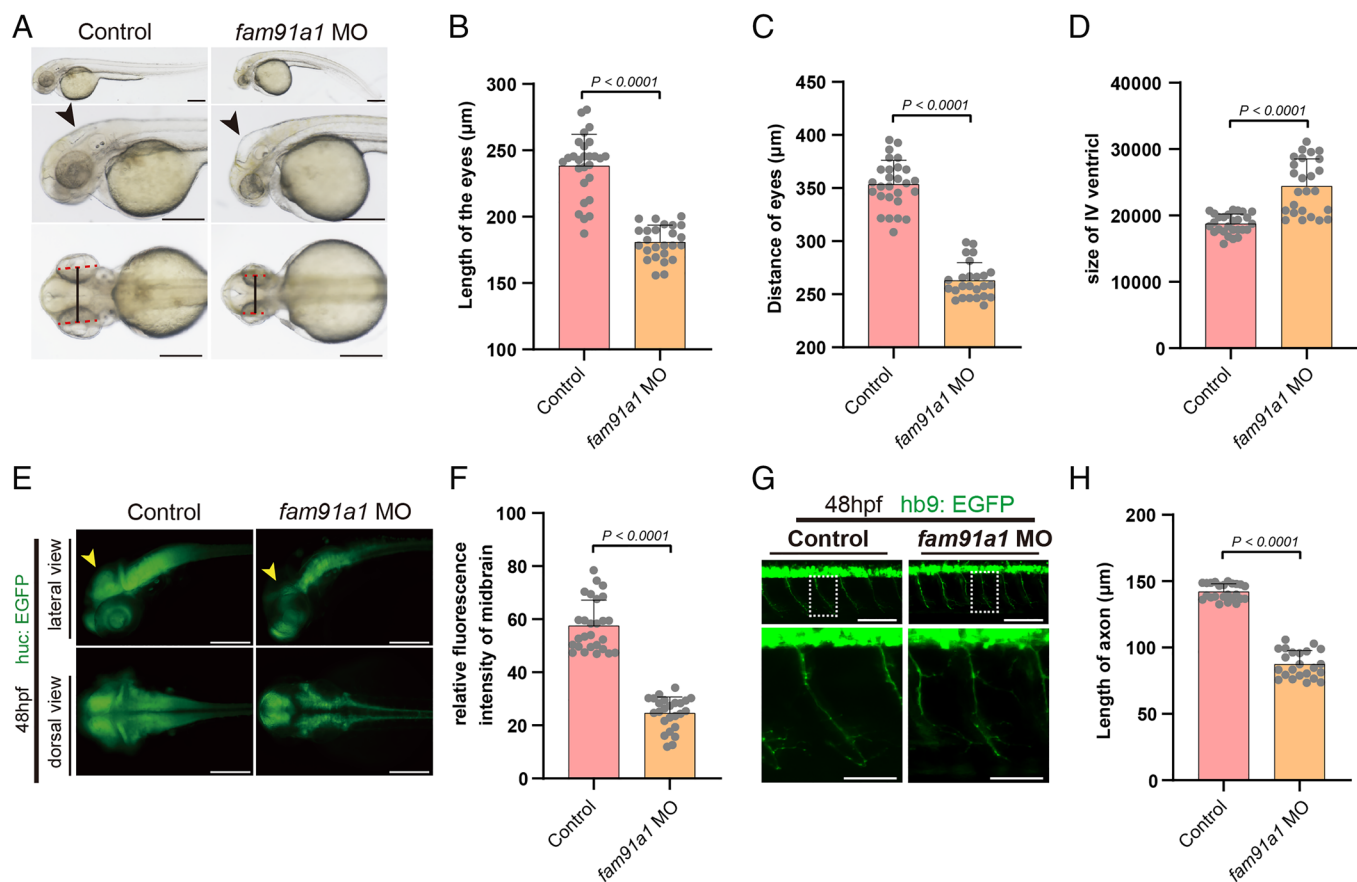 A
Control
fam91a1 MO
B
Length of the eyes (μm)
300
250
200
150
100
P < 0.0001
Control
fam91a1 MO
C
Distance of eyes (μm)
450
400
350
300
250
200
P < 0.0001
Control
fam91a1 MO
D
size of IV ventricl
40000
30000
20000
10000
0
P < 0.0001
Control
fam91a1 MO
E
Control
fam91a1 MO
48hpf huc: EGFP
lateral view
dorsal view
F
relative fluorescence
intensity of midbrain
100
80
60
40
20
0
P < 0.0001
Control
fam91a1 MO
G
48hpf hb9: EGFP
Control
fam91a1 MO
H
Length of axon (μm)
200
150
100
50
0
P < 0.0001
Control
fam91a1 MO